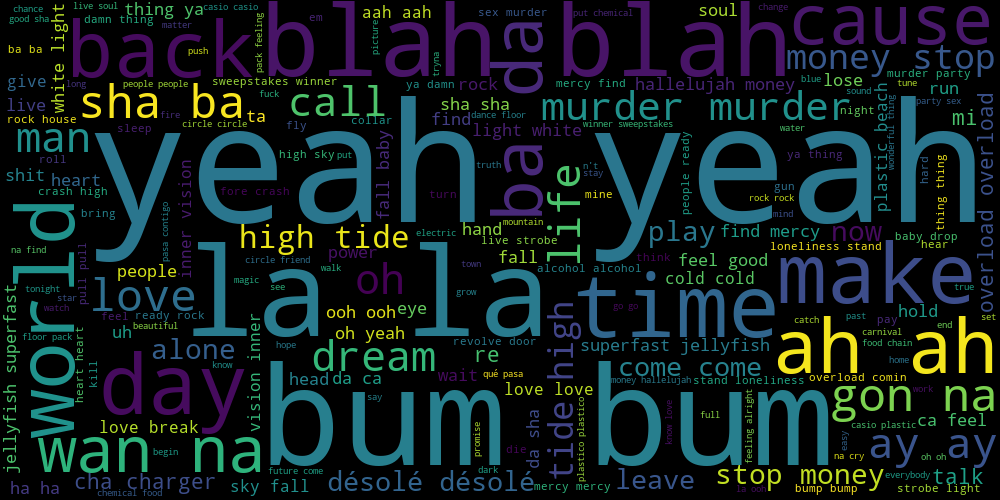 chance
live soul
casio casio
em
aah aah
sex murder
put chemical
soul
change
good sha
damn thing
thing ya
matter
back
blah blah
cause
ba ba
push
pack feeling
picture
tryna
da
money stop
white light
give
long
people people
sweepstakes winner
ya damn
rock
mercy find
hallelujah money
blue
lose
murder party
live
sha ba
fuck
call
sha sha
dance floor
murder murder
sound
tune
run
party sex
rock house
ta
circle circle
fly
collar
find
light white
winner sweepstakes
night
plastic beach
wonderful thing
mi
overload overload
man
sleep
fire
yeah yeah
water
roll
high sky
put
truth
ba
n't
stay
ya thing
shit
heart
inner vision
fall baby
life
people ready
hard
thing thing
crash high
fore crash
turn
mine
gun
rock rock
bring
mind
world
pasa contigo
mountain
na find
pull pull
high tide
electric
hand
live strobe
play
find mercy
now
baby drop
loneliness stand
hear
tonight
people
circle friend
power
walk
oh
town
fall
alcohol alcohol
feel good
think
cold cold
make
true
star
watch
love
magic
see
la la
grow
time
go go
jellyfish superfast
feel
ready rock
ooh ooh
eye
past
hold
set
floor pack
beautiful
uh
oh yeah
catch
pay
carnival
end
alone
hope
know
revolve door
superfast jellyfish
food chain
ah ah
heart heart
kill
day
vision inner
dream
re
tide high
come come
home
wait
qué pasa
head
da ca
say
bum bum
money hallelujah
stand loneliness
overload comin
love love
work
gon na
love break
promise
da sha
plastico plastico
know love
full
feeling alright
casio plastic
ca feel
wan na
begin
die
easy
ay ay
na cry
oh oh
future come
dark
cha charger
sky fall
désolé désolé
mercy mercy
leave
stop money
everybody
talk
ha ha
chemical food
la ooh
bump bump
strobe light